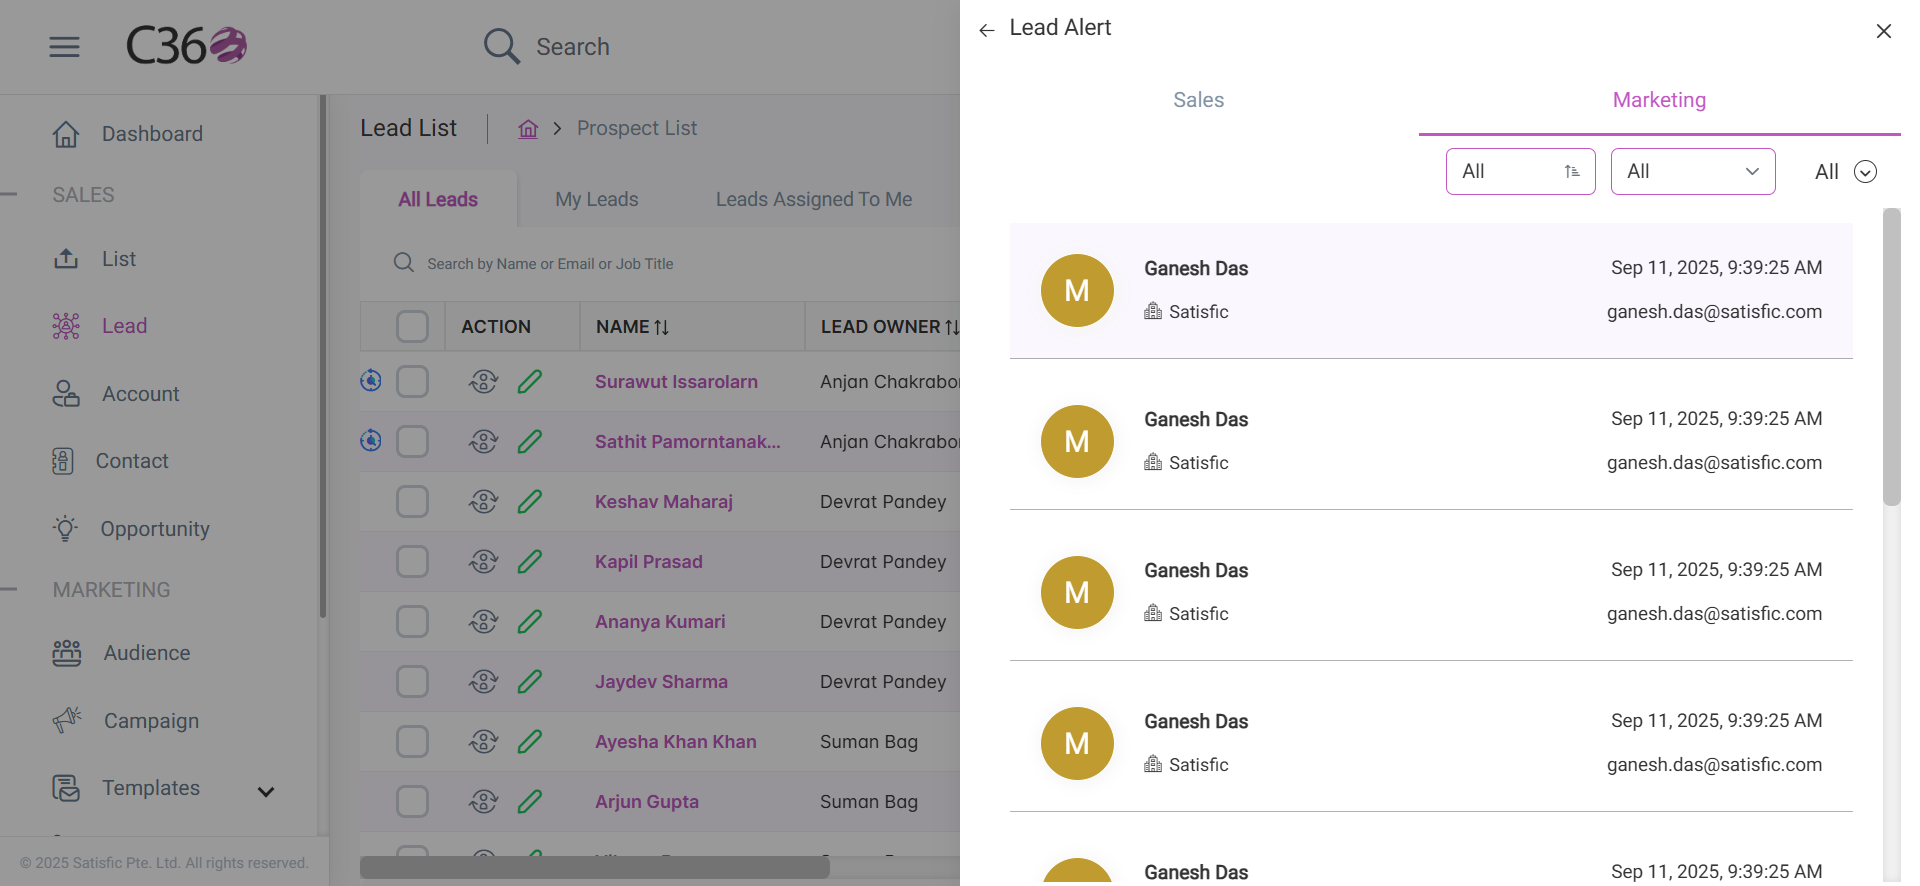 C360
Search
Dashboard
SALES
List
Lead
Account
Contact
Opportunity
MARKETING
Audience
Campaign
Templates
© 2025 Satisfic Pte. Ltd. All rights reserved.
Lead List
Prospect List
All Leads
My Leads
Leads Assigned To Me
Search by Name or Email or Job Title
ACTION NAME LEAD OWNER
Surawut Issarolarn Anjan Chakrabor
Sathit Pamorntanak... Anjan Chakrabor
Keshav Maharaj Devrat Pandey
Kapil Prasad Devrat Pandey
Ananya Kumari Devrat Pandey
Jaydev Sharma Devrat Pandey
Ayesha Khan Khan Suman Bag
Arjun Gupta Suman Bag
Lead Alert
Sales
Marketing
All
All
All
M
Ganesh Das Sep 11, 2025, 9:39:25 AM
Satisfic ganesh.das@satisfic.com
M
Ganesh Das Sep 11, 2025, 9:39:25 AM
Satisfic ganesh.das@satisfic.com
M
Ganesh Das Sep 11, 2025, 9:39:25 AM
Satisfic ganesh.das@satisfic.com
M
Ganesh Das Sep 11, 2025, 9:39:25 AM
Satisfic ganesh.das@satisfic.com
Ganesh Das Sep 11, 2025, 9:39:25 AM